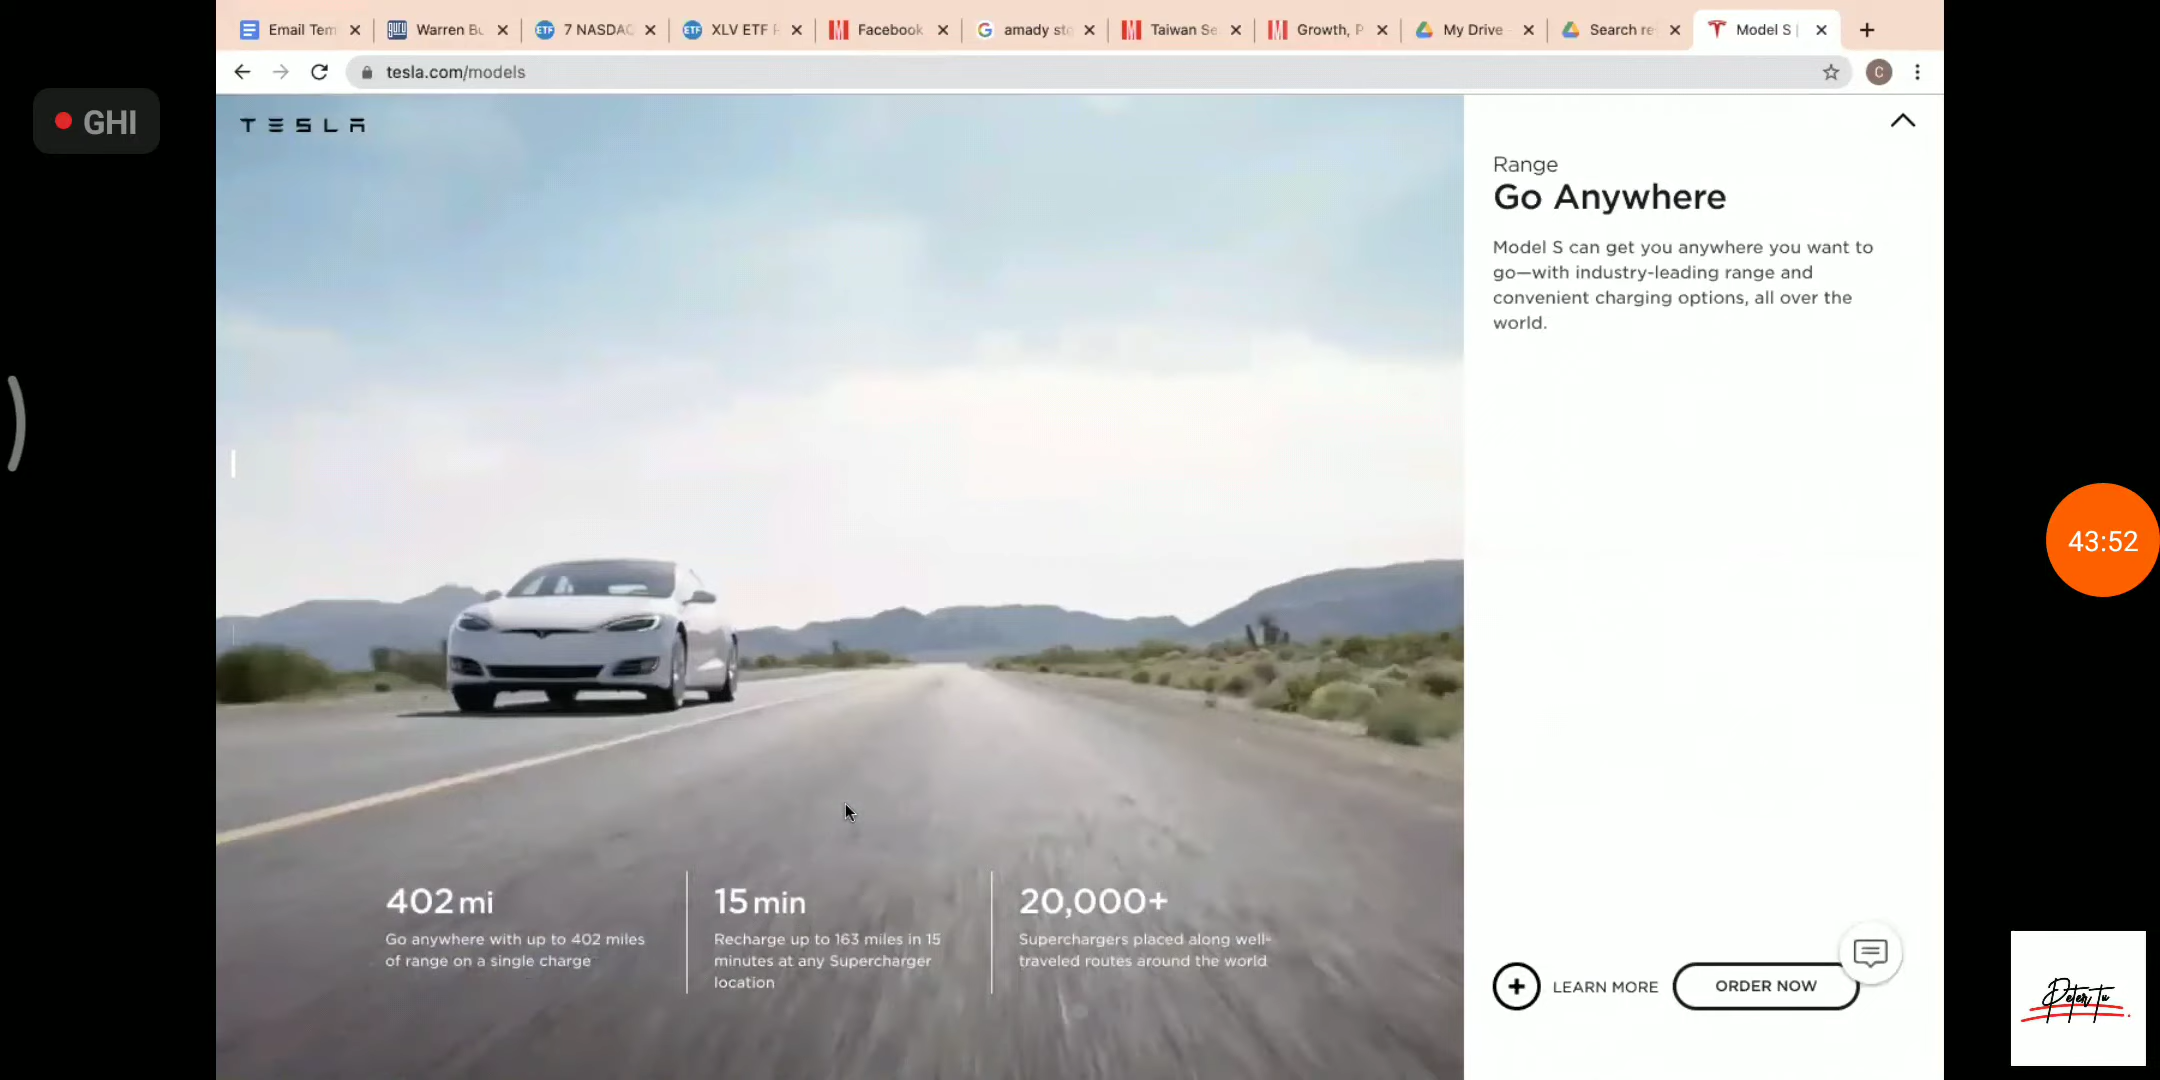 Email Tem
Warren Bu
7 NASDAQ
XLV ETF
Facebook
amady sto
Taiwan Se
Growth, P
My Drive
Search re
Model S |
tesla.com/models
C
GHI
TESLA
Range
Go Anywhere
Model S can get you anywhere you want to
go—with industry-leading range and
convenient charging options, all over the
world.
43:52
402 mi
Go anywhere with up to 402 miles
of range on a single charge
15 min
Recharge up to 163 miles in 15
minutes at any Supercharger
location
20,000+
Superchargers placed along well-
traveled routes around the world
LEARN MORE
ORDER NOW
Peter Tu